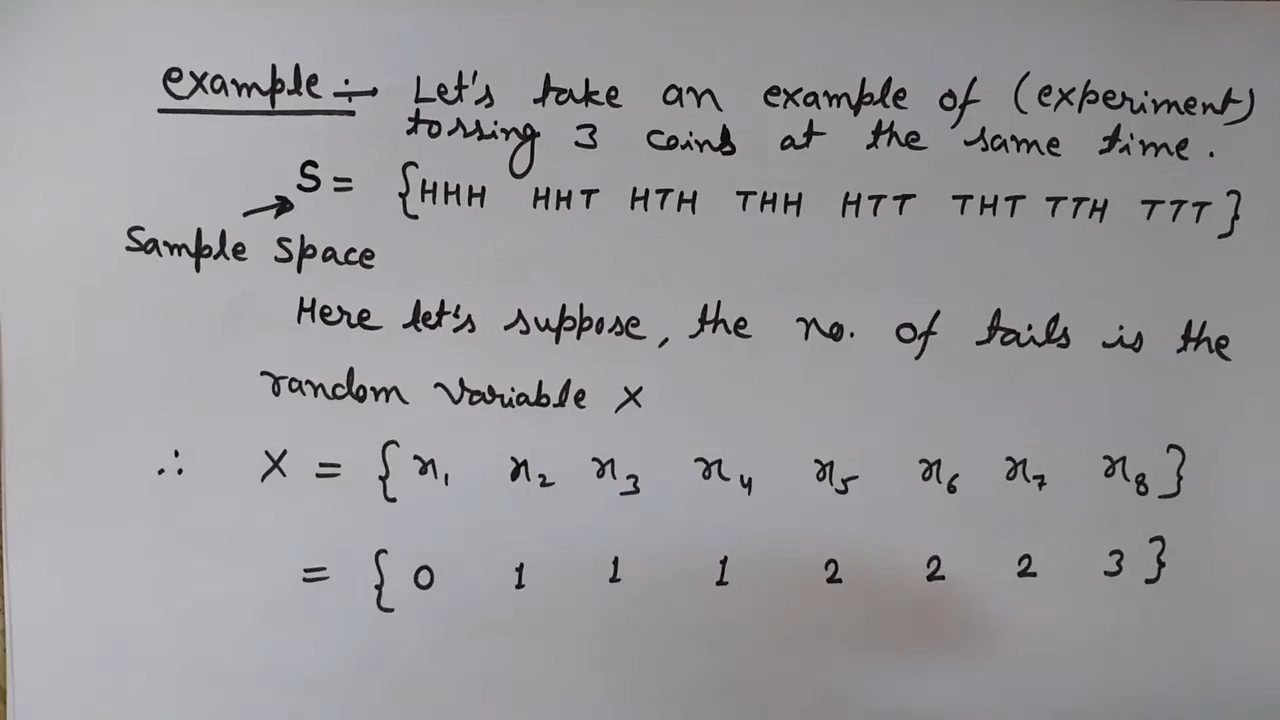 example :- Let's take an example of (experiment)
tossing 3 coins at the same time.
S = {HHH HHT HTH THH HTT THT TTH TTT}
Sample Space
Here let's suppose, the no. of tails is the
random variable X
∴ X = {x₁ x₂ x₃ x₄ x₅ x₆ x₇ x₈}
= {0 1 1 1 2 2 2 3}